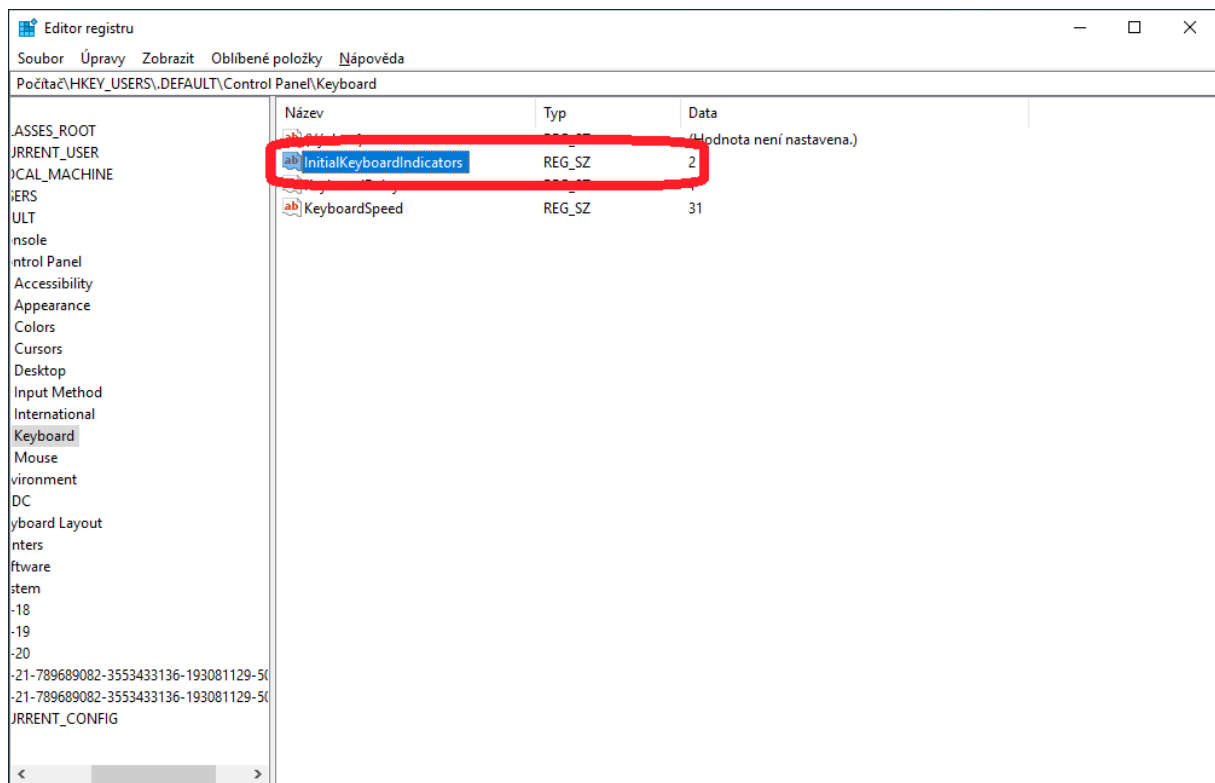 Editor registru
Soubor Úpravy Zobrazit Oblíbené položky Nápověda
Počítač\HKEY_USERS\.DEFAULT\Control Panel\Keyboard
Název Typ Data
(Hodnota není nastavena.)
InitialKeyboardIndicators REG_SZ 2
KeyboardSpeed REG_SZ 31
LASSES_ROOT
URRENT_USER
OCAL_MACHINE
SERS
ULT
nsole
ntrol Panel
Accessibility
Appearance
Colors
Cursors
Desktop
Input Method
International
Keyboard
Mouse
vironment
DC
yboard Layout
nters
ftware
stem
-18
-19
-20
-21-789689082-3553433136-193081129-50
-21-789689082-3553433136-193081129-50
URRENT_CONFIG